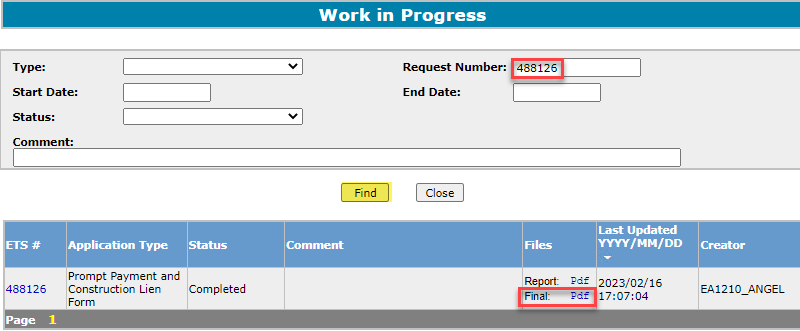 Work in Progress
Type: Request Number: 488126
Start Date: End Date:
Status:
Comment:
Find Close
ETS # Application Type Status Comment Files Last Updated YYYY/MM/DD Creator
488126 Prompt Payment and Construction Lien Form Completed Report: Pdf Final: Pdf 2023/02/16 17:07:04 EA1210_ANGEL
Page 1